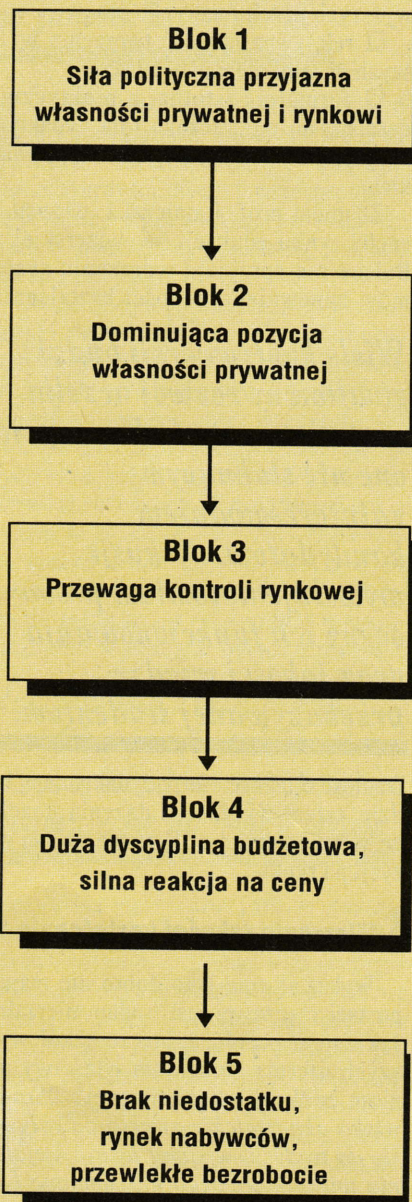 Blok 1
Siła polityczna przyjazna
własności prywatnej i rynkowi
Blok 2
Dominująca pozycja
własności prywatnej
Blok 3
Przewaga kontroli rynkowej
Blok 4
Duża dyscyplina budżetowa,
silna reakcja na ceny
Blok 5
Brak niedostatku,
rynek nabywców,
przewlekłe bezrobocie